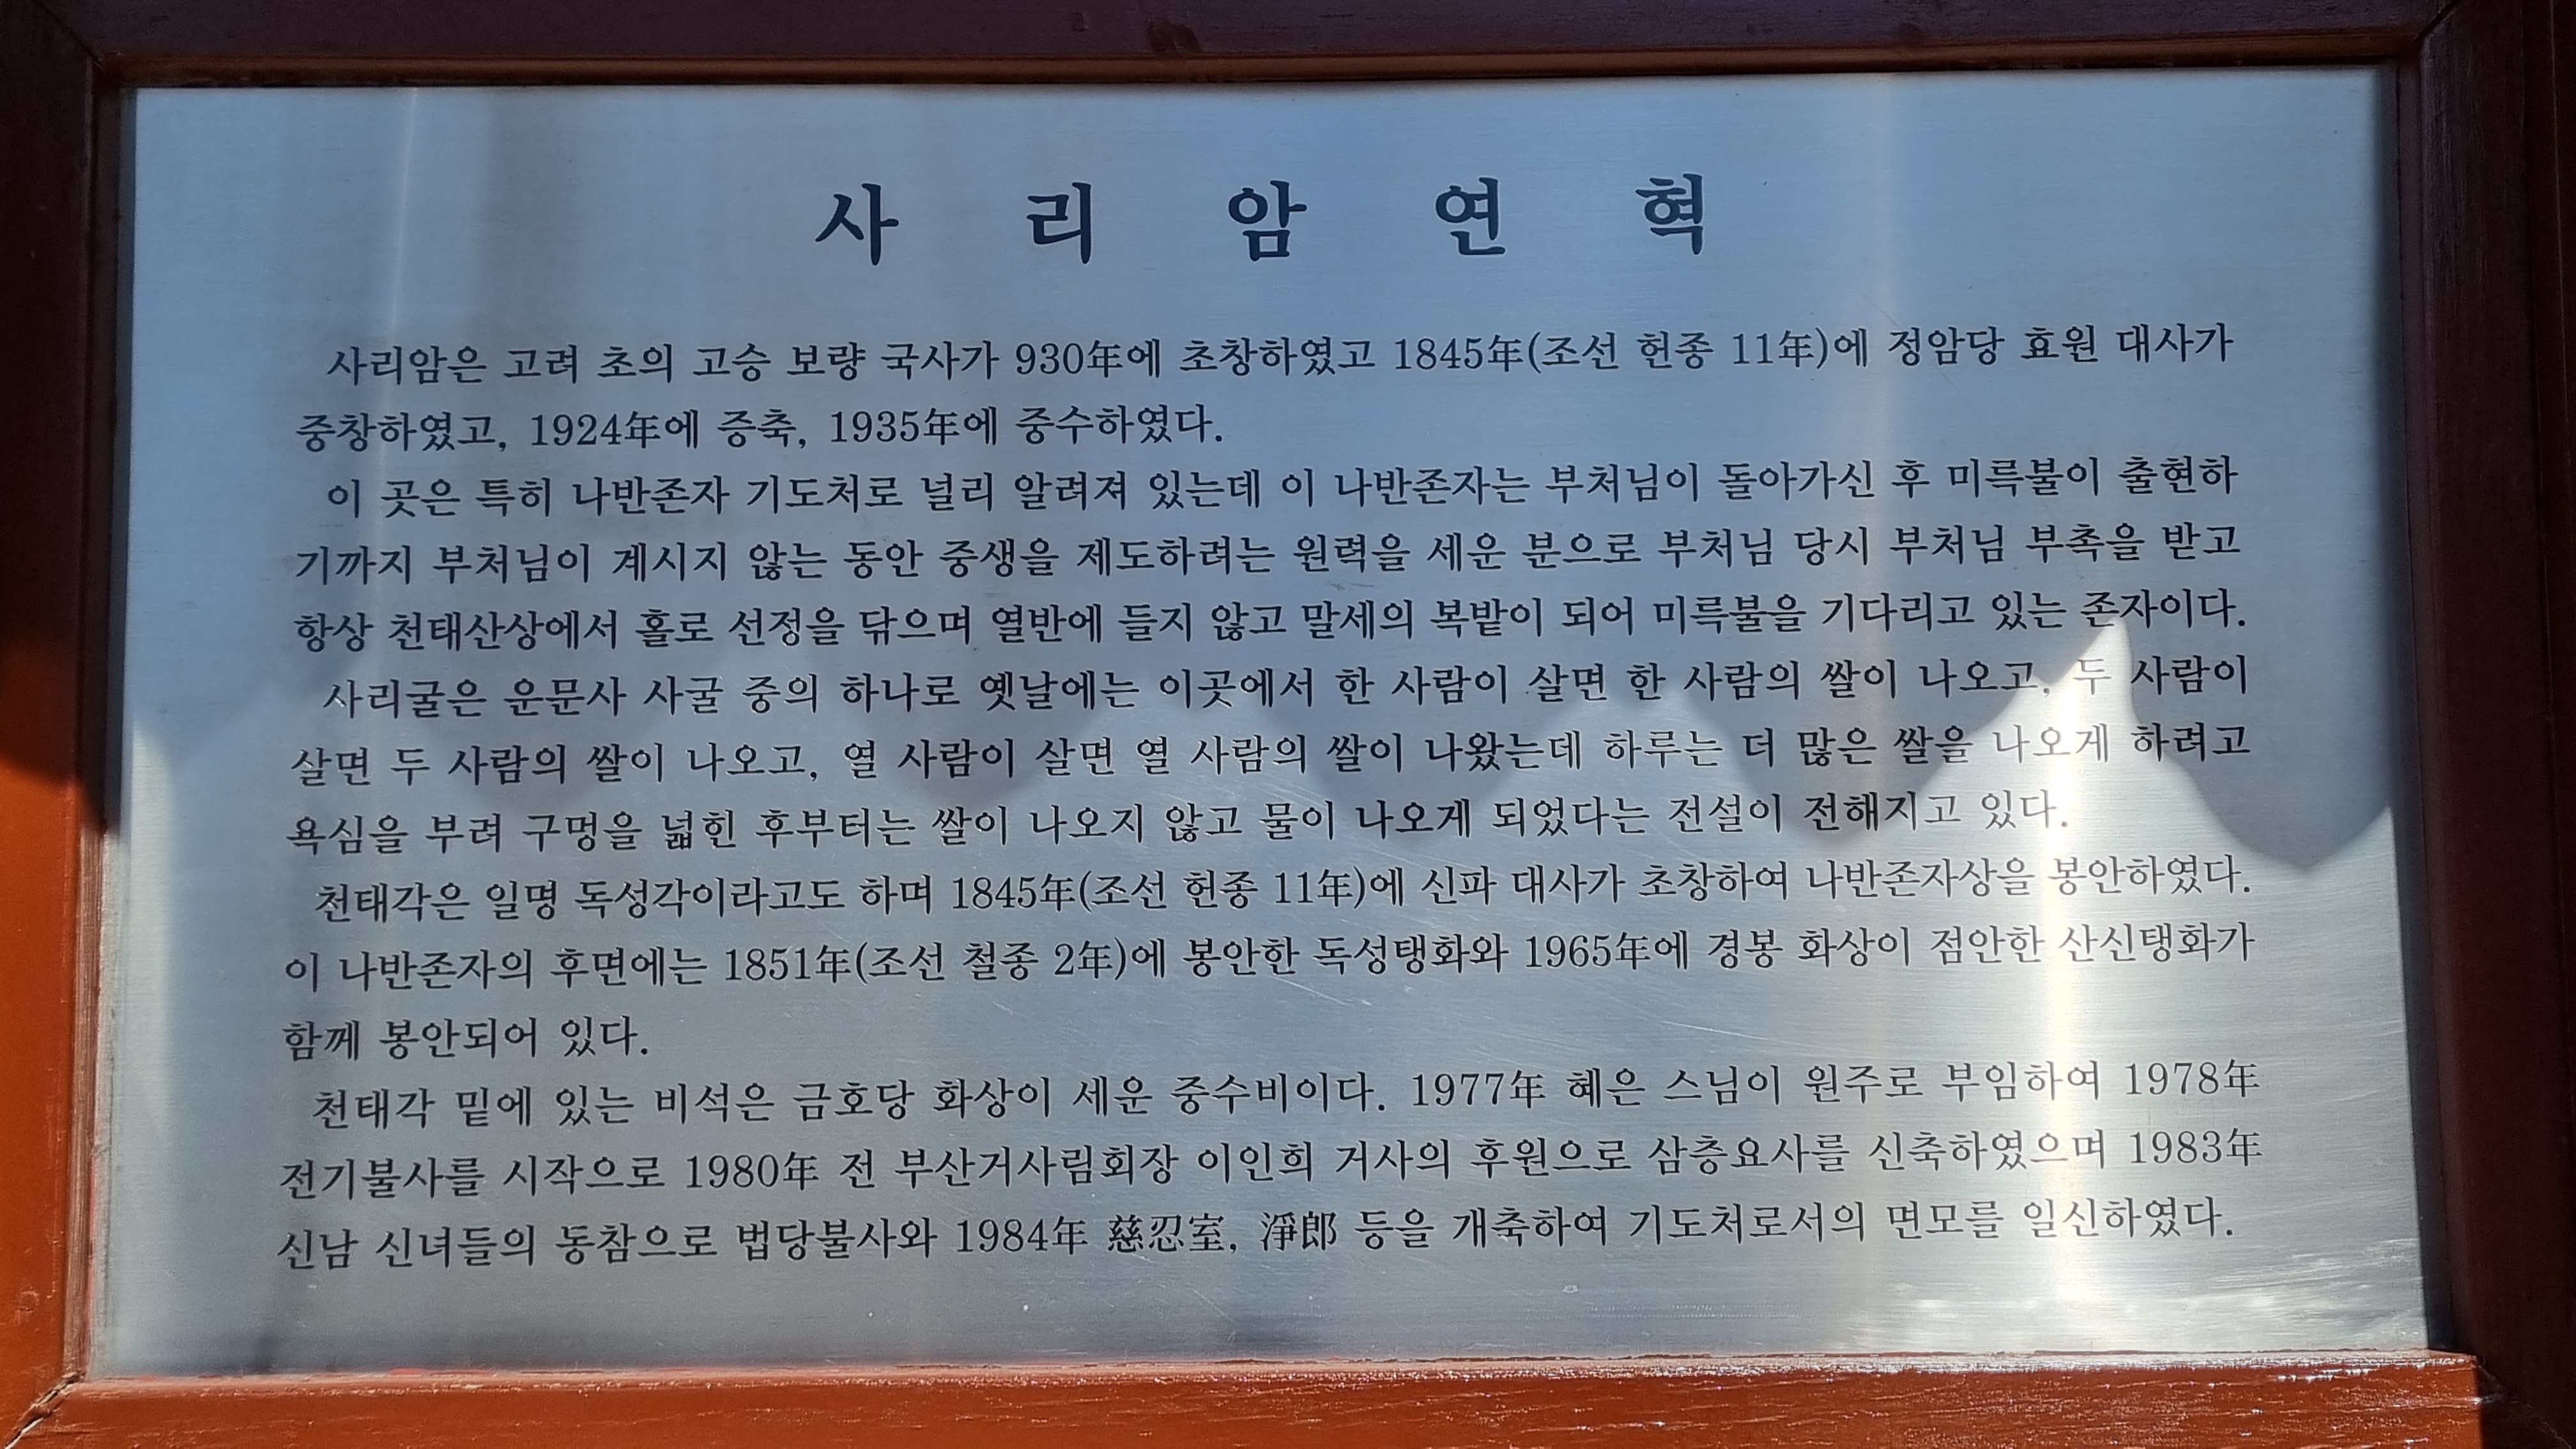 사 리 암 연 혁
사리암은 고려 초의 고승 보량 국사가 930年에 초창하였고 1845年(조선 헌종 11年)에 정암당 효원 대사가
중창하였고, 1924年에 증축, 1935年에 중수하였다.
이 곳은 특히 나반존자 기도처로 널리 알려져 있는데 이 나반존자는 부처님이 돌아가신 후 미륵불이 출현하
기까지 부처님이 계시지 않는 동안 중생을 제도하려는 원력을 세운 분으로 부처님 당시 부처님 부촉을 받고
항상 천태산상에서 홀로 선정을 닦으며 열반에 들지 않고 말세의 복밭이 되어 미륵불을 기다리고 있는 존자이다.
사리굴은 운문사 사굴 중의 하나로 옛날에는 이곳에서 한 사람이 살면 한 사람의 쌀이 나오고, 두 사람이
살면 두 사람의 쌀이 나오고, 열 사람이 살면 열 사람의 쌀이 나왔는데 하루는 더 많은 쌀을 나오게 하려고
욕심을 부려 구멍을 넓힌 후부터는 쌀이 나오지 않고 물이 나오게 되었다는 전설이 전해지고 있다.
천태각은 일명 독성각이라고도 하며 1845年(조선 헌종 11年)에 신파 대사가 초창하여 나반존자상을 봉안하였다.
이 나반존자의 후면에는 1851年(조선 철종 2年)에 봉안한 독성탱화와 1965年에 경봉 화상이 점안한 산신탱화가
함께 봉안되어 있다.
천태각 밑에 있는 비석은 금호당 화상이 세운 중수비이다. 1977年 혜은 스님이 원주로 부임하여 1978年
전기불사를 시작으로 1980年 전 부산거사림회장 이인희 거사의 후원으로 삼층요사를 신축하였으며 1983年
신남 신녀들의 동참으로 법당불사와 1984年 慈忍室, 淨郎 등을 개축하여 기도처로서의 면모를 일신하였다.